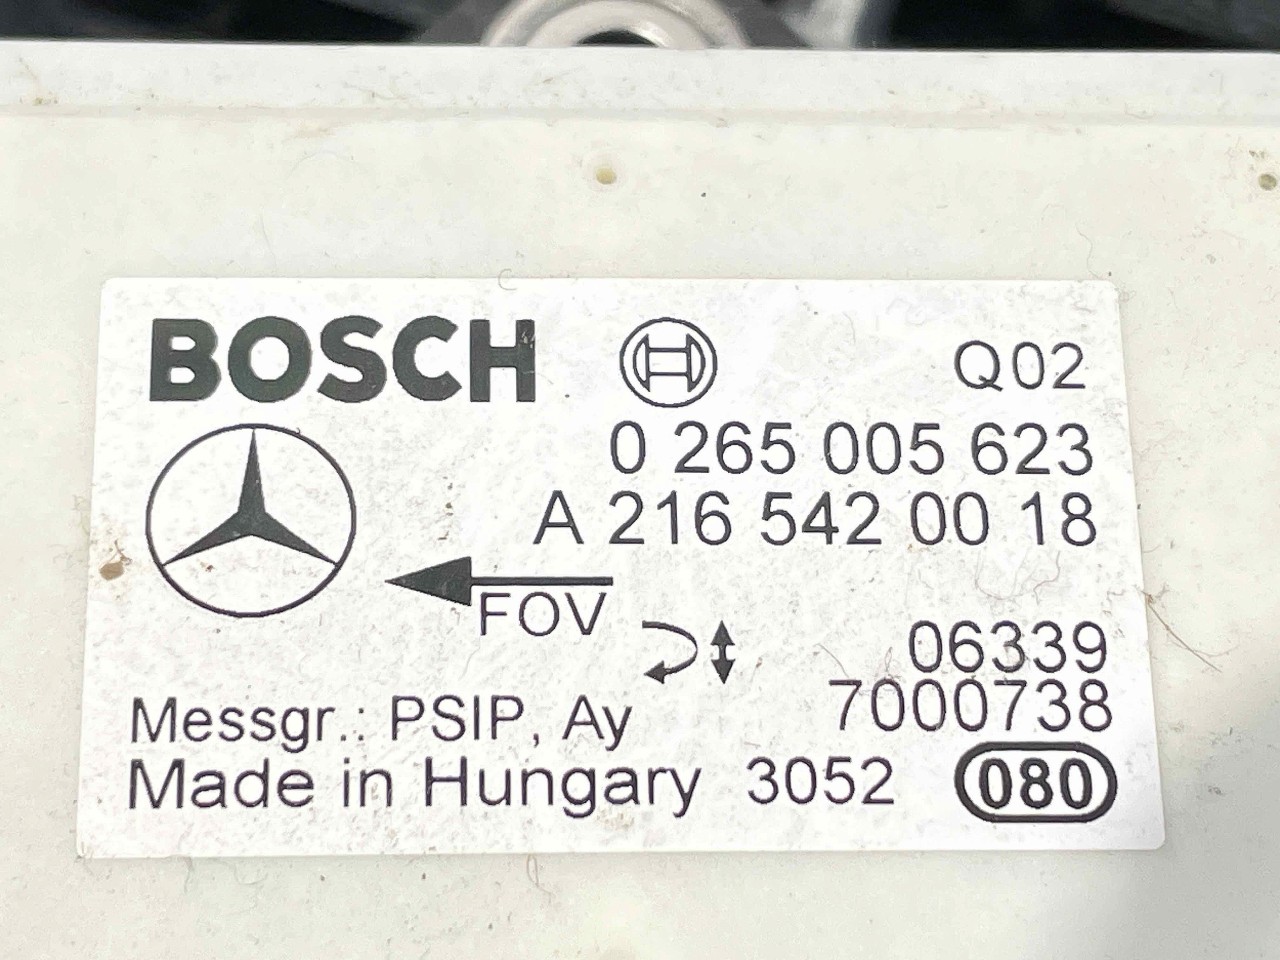 BOSCH
Q02
0 265 005 623
A 216 542 00 18
FOV
06339
7000738
Messgr.: PSIP, Ay
Made in Hungary 3052 080